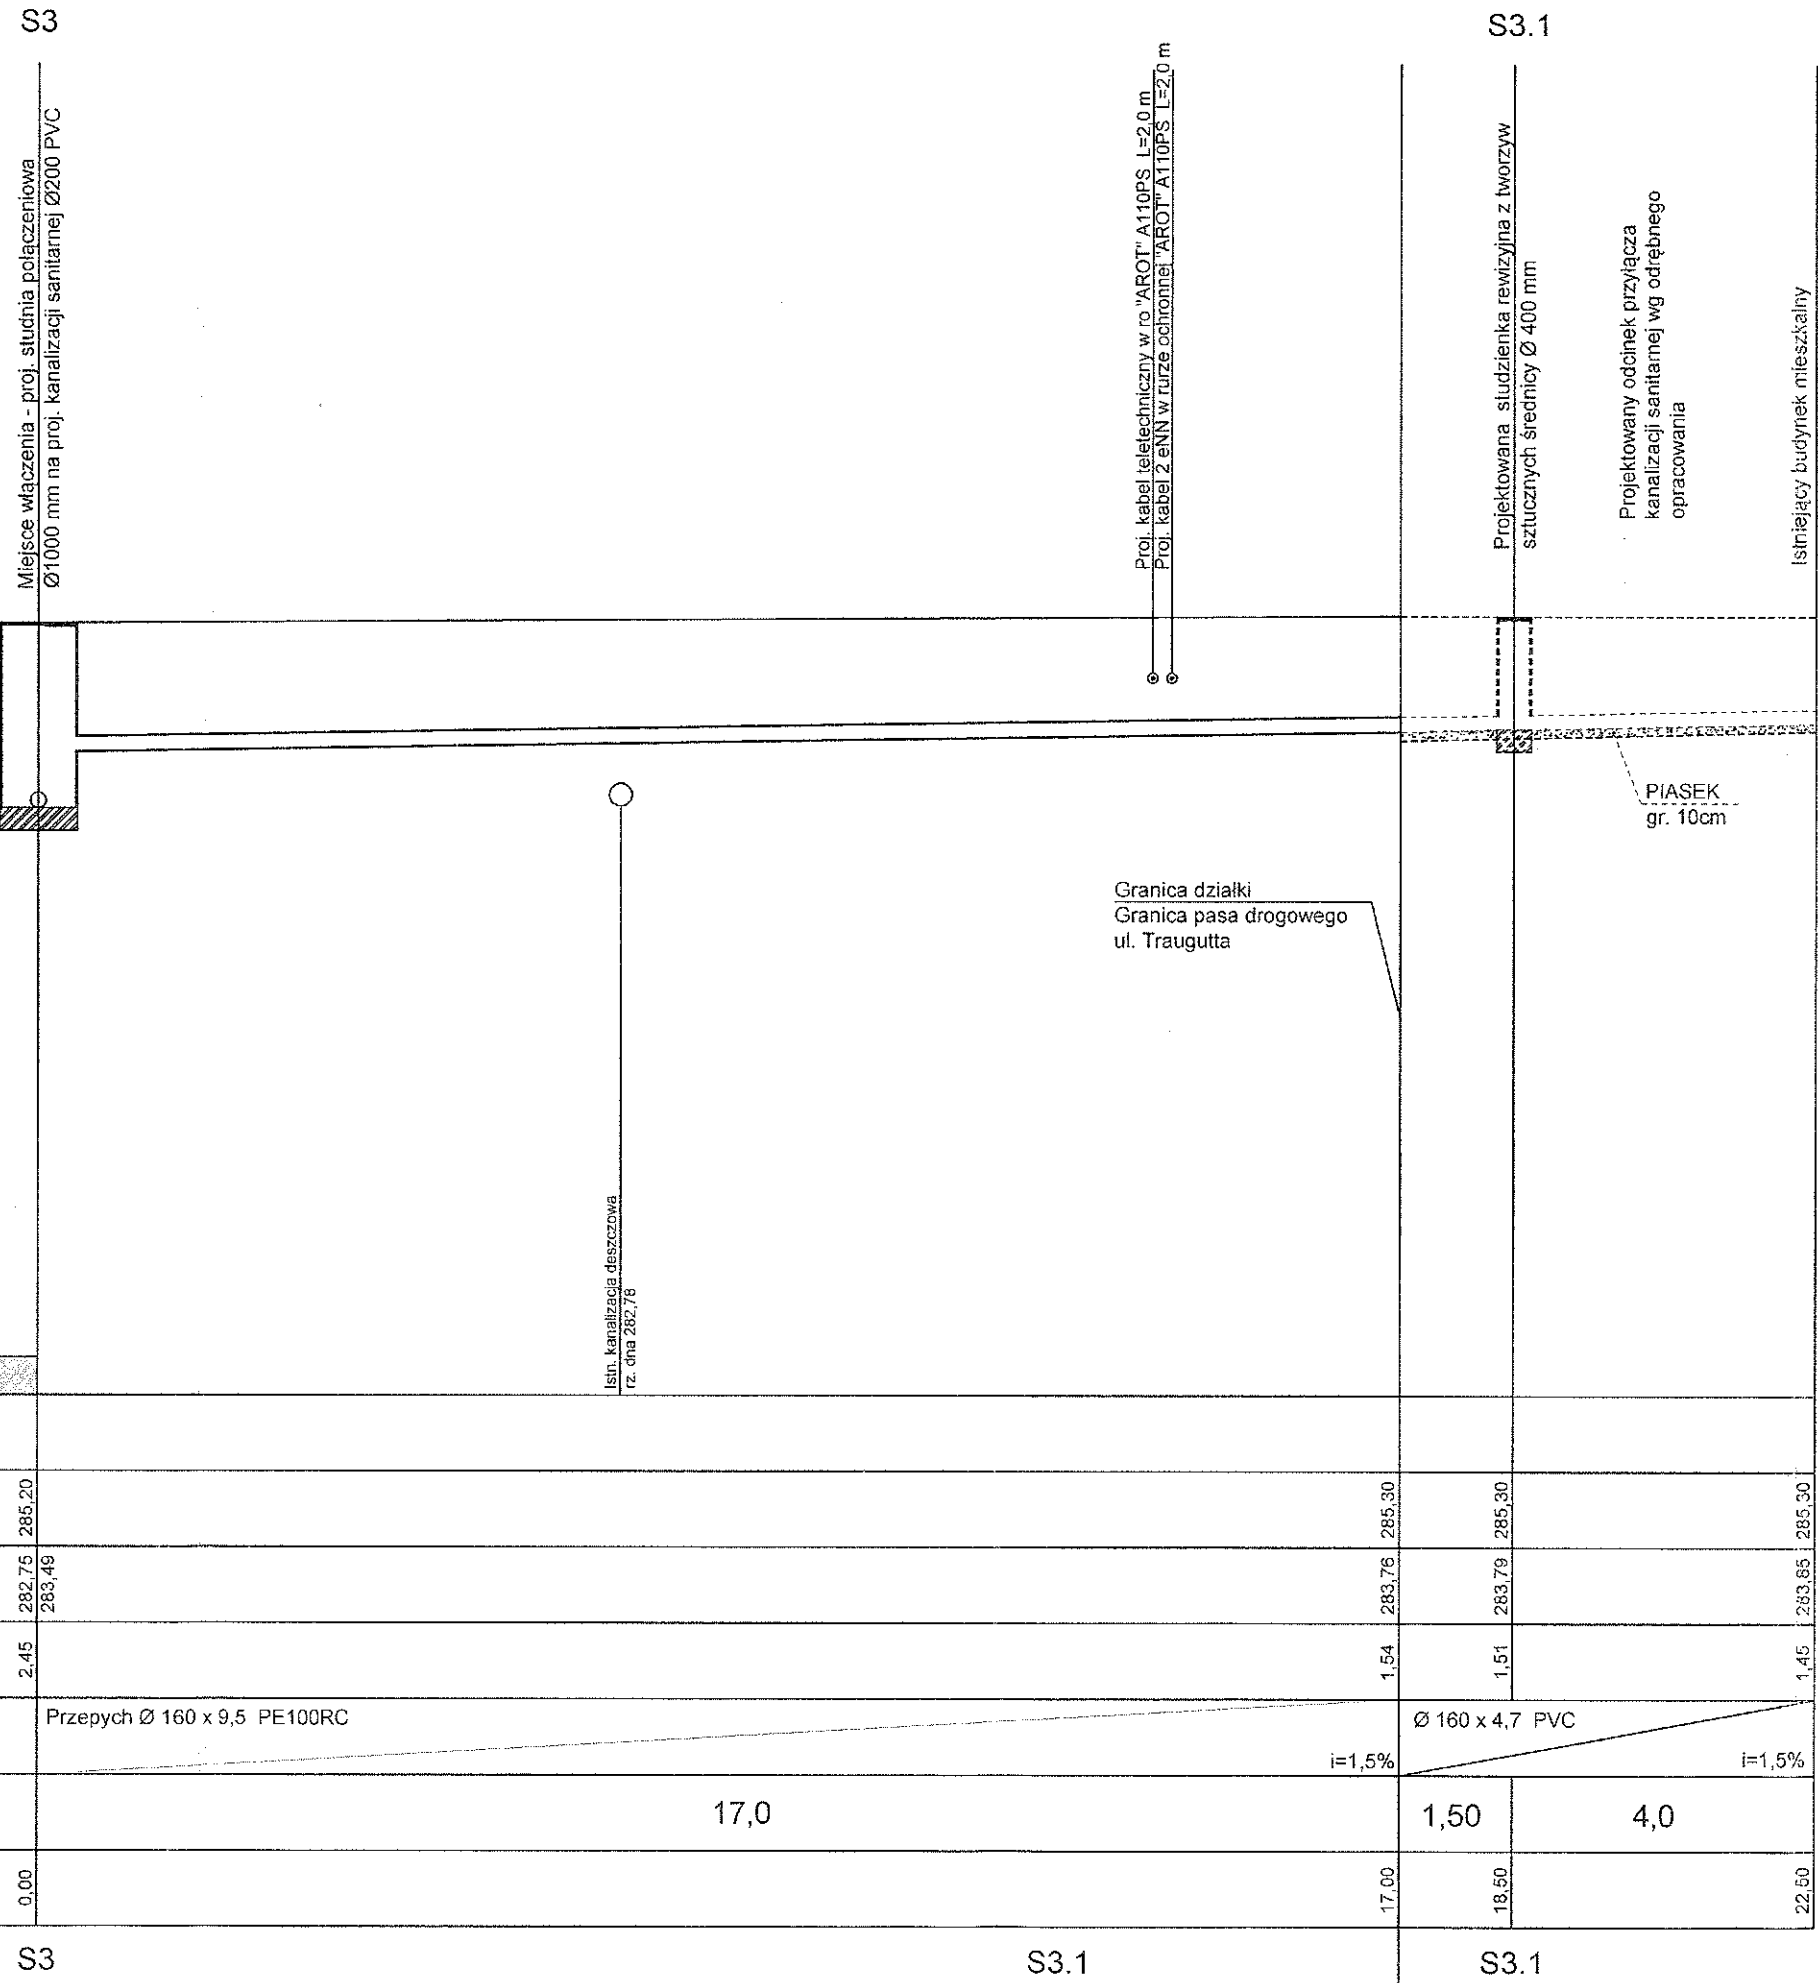 S3
S3.1
Miejsce włączenia - proj. studnia połączeniowa
Ø1000 mm na proj. kanalizacji sanitarnej Ø200 PVC
Proj. kabel teletechniczny w ro "AROT" A110PS L=2,0 m
Proj. kabel 2 eNN w rurze ochronnej "AROT" A110PS L=2,0 m
Projektowana studzienka rewizyjna z tworzyw
sztucznych średnicy Ø 400 mm
Projektowany odcinek przyłącza
kanalizacji sanitarnej wg odrębnego
opracowania
Istniejący budynek mieszkalny
PIASEK
gr. 10cm
Granica działki
Granica pasa drogowego
ul. Traugutta
Istn. kanalizacja deszczowa
rz. dna 282,78
285,20
285,30
285,30
285,30
282,75
283,49
283,76
283,79
283,85
2,45
1,54
1,51
1,45
Przepych Ø 160 x 9,5 PE100RC
i=1,5%
Ø 160 x 4,7 PVC
i=1,5%
17,0
1,50
4,0
0,00
17,00
18,50
22,50
S3
S3.1
S3.1